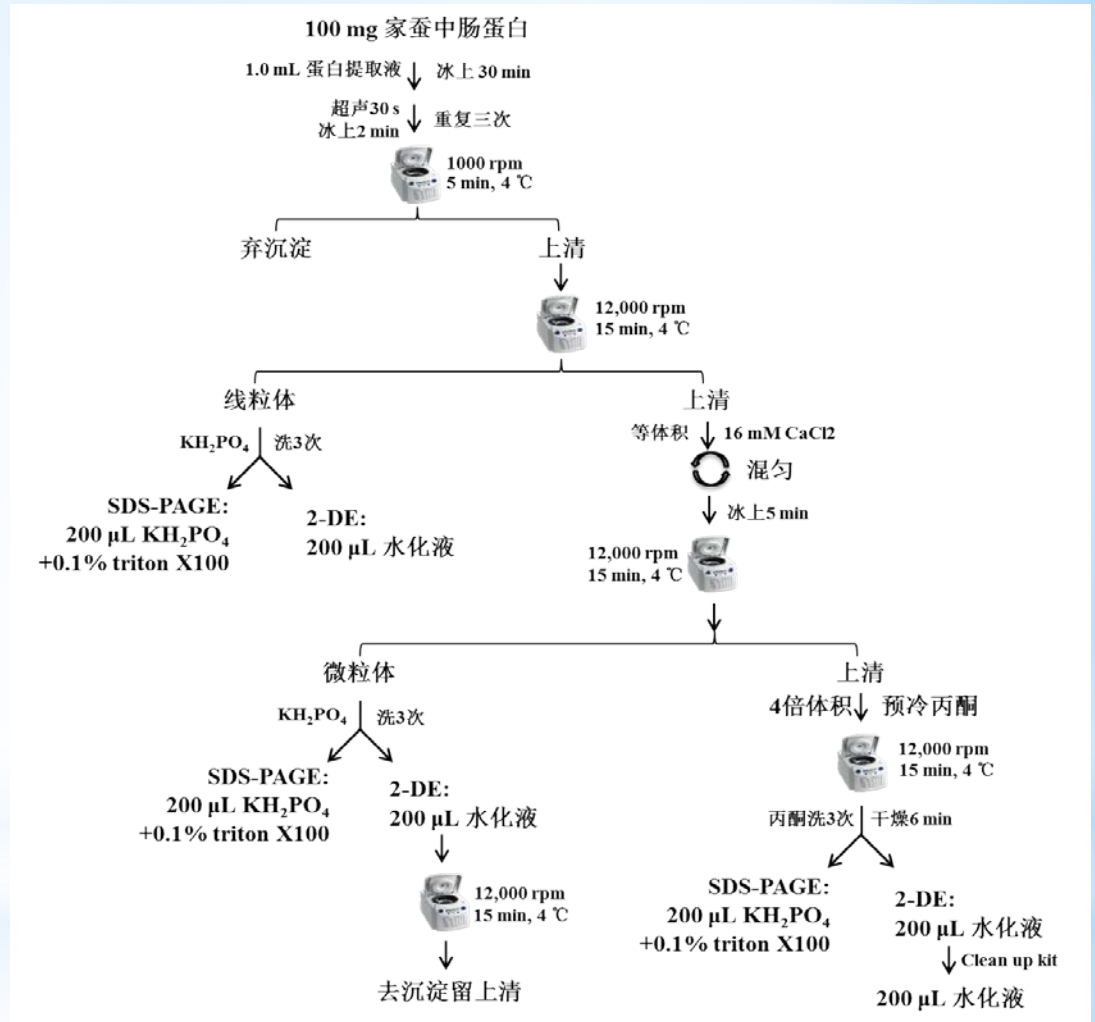 100 mg 家蚕中肠蛋白
1.0 mL 蛋白提取液
冰上 30 min
超声30 s
冰上2 min
重复三次
1000 rpm
5 min, 4 ℃
弃沉淀
上清
12,000 rpm
15 min, 4 ℃
线粒体
上清
KH₂PO₄
洗3次
等体积
16 mM CaCl2
混匀
SDS-PAGE:
200 μL KH₂PO₄
+0.1% triton X100
2-DE:
200 μL 水化液
冰上5 min
12,000 rpm
15 min, 4 ℃
微粒体
上清
KH₂PO₄
洗3次
4倍体积
预冷丙酮
12,000 rpm
15 min, 4 ℃
SDS-PAGE:
200 μL KH₂PO₄
+0.1% triton X100
2-DE:
200 μL 水化液
丙酮洗3次
干燥6 min
12,000 rpm
15 min, 4 ℃
去沉淀留上清
SDS-PAGE:
200 μL KH₂PO₄
+0.1% triton X100
2-DE:
200 μL 水化液
Clean up kit
200 μL 水化液